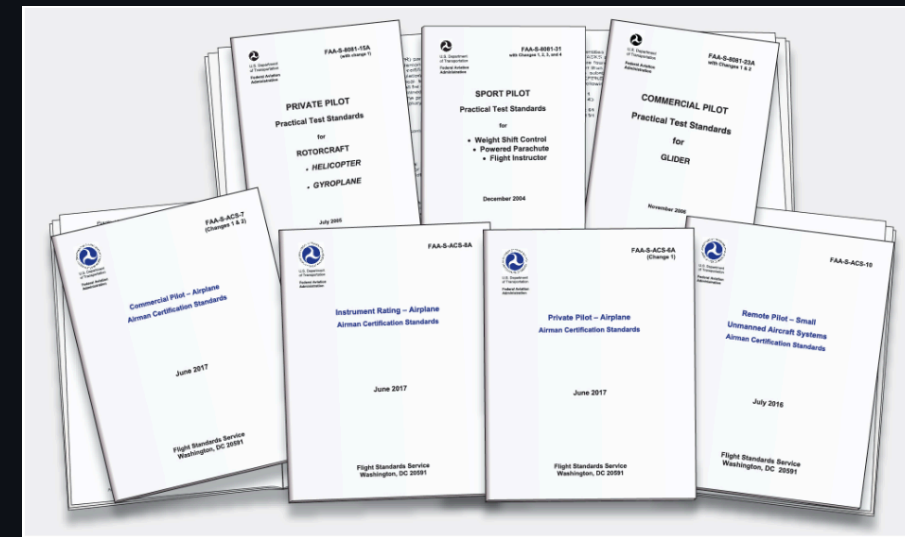 FAA-S-8081-15A
(with change 1)
U.S. Department
of Transportation
Federal Aviation
Administration
PRIVATE PILOT
Practical Test Standards
for
ROTORCRAFT
• HELICOPTER
• GYROPLANE
July 2005
FAA-S-8081-31
with Changes 1, 2, 3, and 4
U.S. Department
of Transportation
Federal Aviation
Administration
SPORT PILOT
Practical Test Standards
for
• Weight Shift Control
• Powered Parachute
• Flight Instructor
December 2004
FAA-S-8081-23A
with Changes 1 & 2
U.S. Department
of Transportation
Federal Aviation
Administration
COMMERCIAL PILOT
Practical Test Standards
for
GLIDER
November 2006
FAA-S-ACS-7
(Changes 1 & 2)
U.S. Department
of Transportation
Federal Aviation
Administration
Commercial Pilot – Airplane
Airman Certification Standards
June 2017
Flight Standards Service
Washington, DC 20591
FAA-S-ACS-8A
U.S. Department
of Transportation
Federal Aviation
Administration
Instrument Rating – Airplane
Airman Certification Standards
June 2017
Flight Standards Service
Washington, DC 20591
FAA-S-ACS-6A
(Change 1)
U.S. Department
of Transportation
Federal Aviation
Administration
Private Pilot – Airplane
Airman Certification Standards
June 2017
Flight Standards Service
Washington, DC 20591
FAA-S-ACS-10
U.S. Department
of Transportation
Federal Aviation
Administration
Remote Pilot – Small
Unmanned Aircraft Systems
Airman Certification Standards
July 2016
Flight Standards Service
Washington, DC 20591